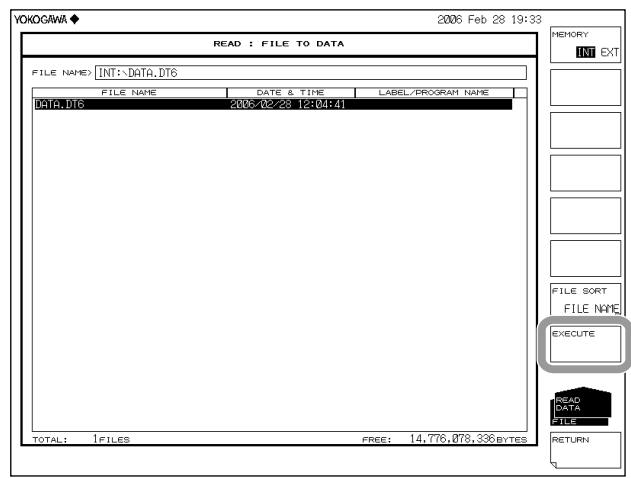 YOKOGAWA ◆ 2006 Feb 28 19:33
READ : FILE TO DATA
FILE NAME> INT:\DATA.DT6
FILE NAME DATE & TIME LABEL/PROGRAM NAME
DATA.DT6 2006/02/28 12:04:41
TOTAL: 1FILES FREE: 14,776,078,336BYTES
MEMORY
INT EXT
FILE SORT
FILE NAME
EXECUTE
READ
DATA
FILE
RETURN